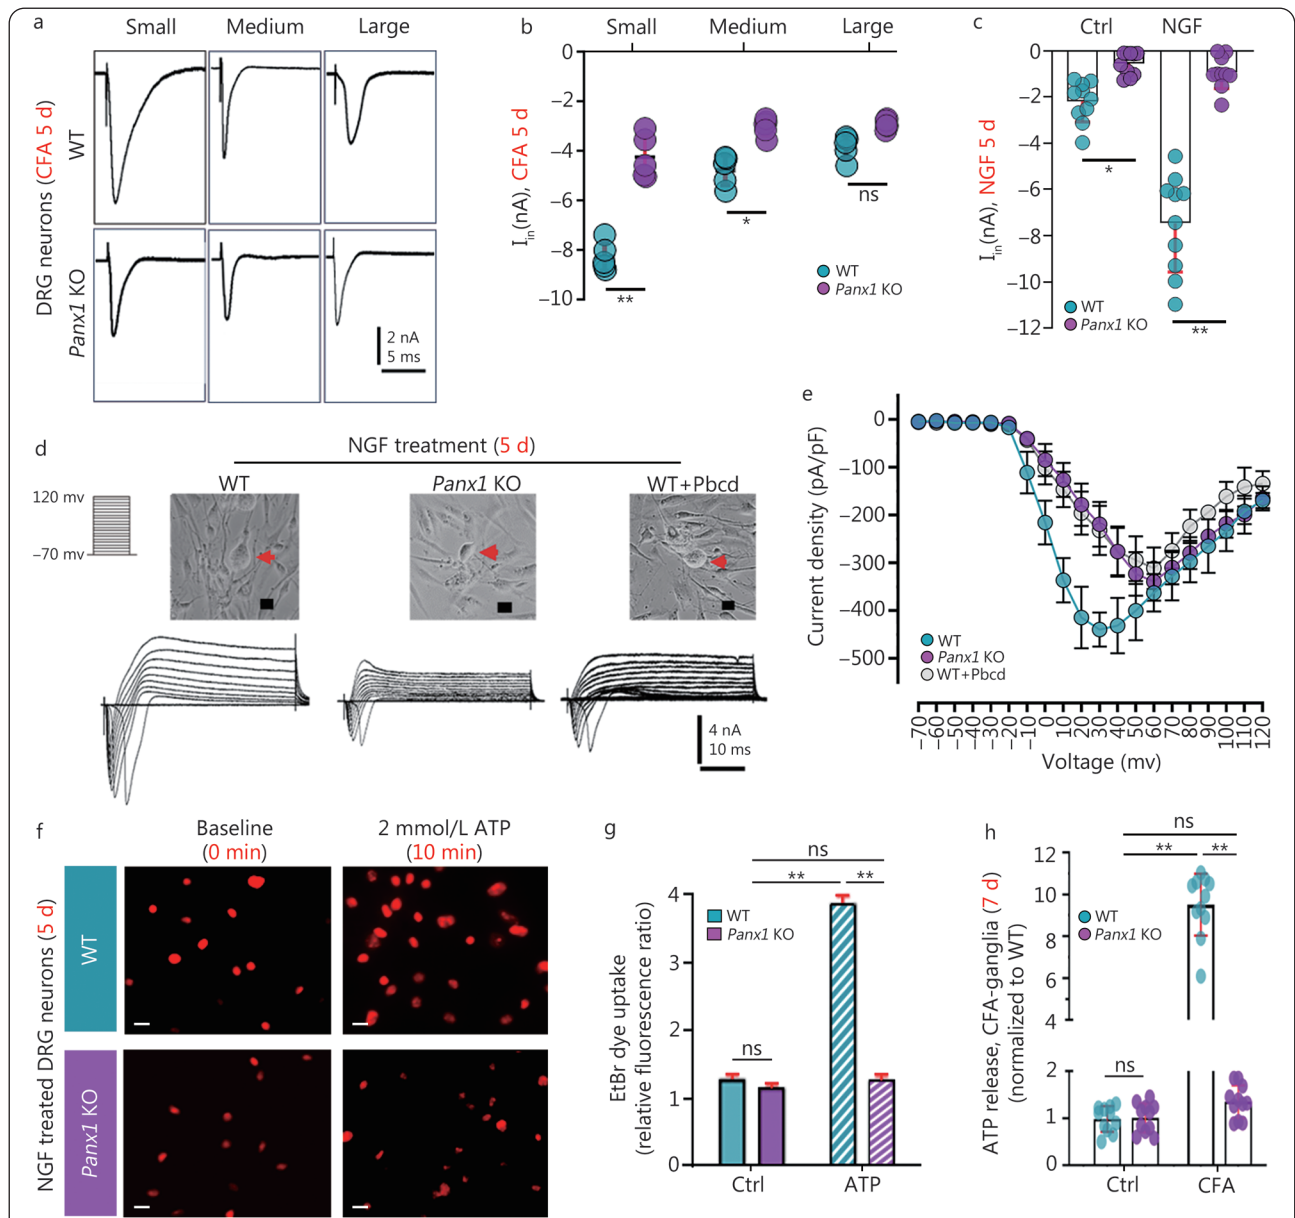 a
Small
Medium
Large
DRG neurons (CFA 5 d)
WT
Panx1 KO
2 nA
5 ms
b
Small
Medium
Large
0
−2
−4
−6
−8
−10
Iin(nA), CFA 5 d
**
*
ns
WT
Panx1 KO
c
Ctrl
NGF
0
−2
−4
−6
−8
−10
−12
Iin(nA), NGF 5 d
*
**
WT
Panx1 KO
d
NGF treatment (5 d)
WT
Panx1 KO
WT+Pbcd
120 mv
−70 mv
4 nA
10 ms
e
0
−100
−200
−300
−400
−500
Current density (pA/pF)
WT
Panx1 KO
WT+Pbcd
−70
−60
−50
−40
−30
−20
−10
0
10
20
30
40
50
60
70
80
90
100
110
120
Voltage (mv)
f
Baseline
(0 min)
2 mmol/L ATP
(10 min)
NGF treated DRG neurons (5 d)
WT
Panx1 KO
g
ns
**
**
4
3
2
1
0
EtBr dye uptake
(relative fluorescence ratio)
WT
Panx1 KO
ns
Ctrl
ATP
h
ns
**
**
12
10
8
6
4
2
1
0
ATP release, CFA-ganglia (7 d)
(normalized to WT)
WT
Panx1 KO
ns
Ctrl
CFA